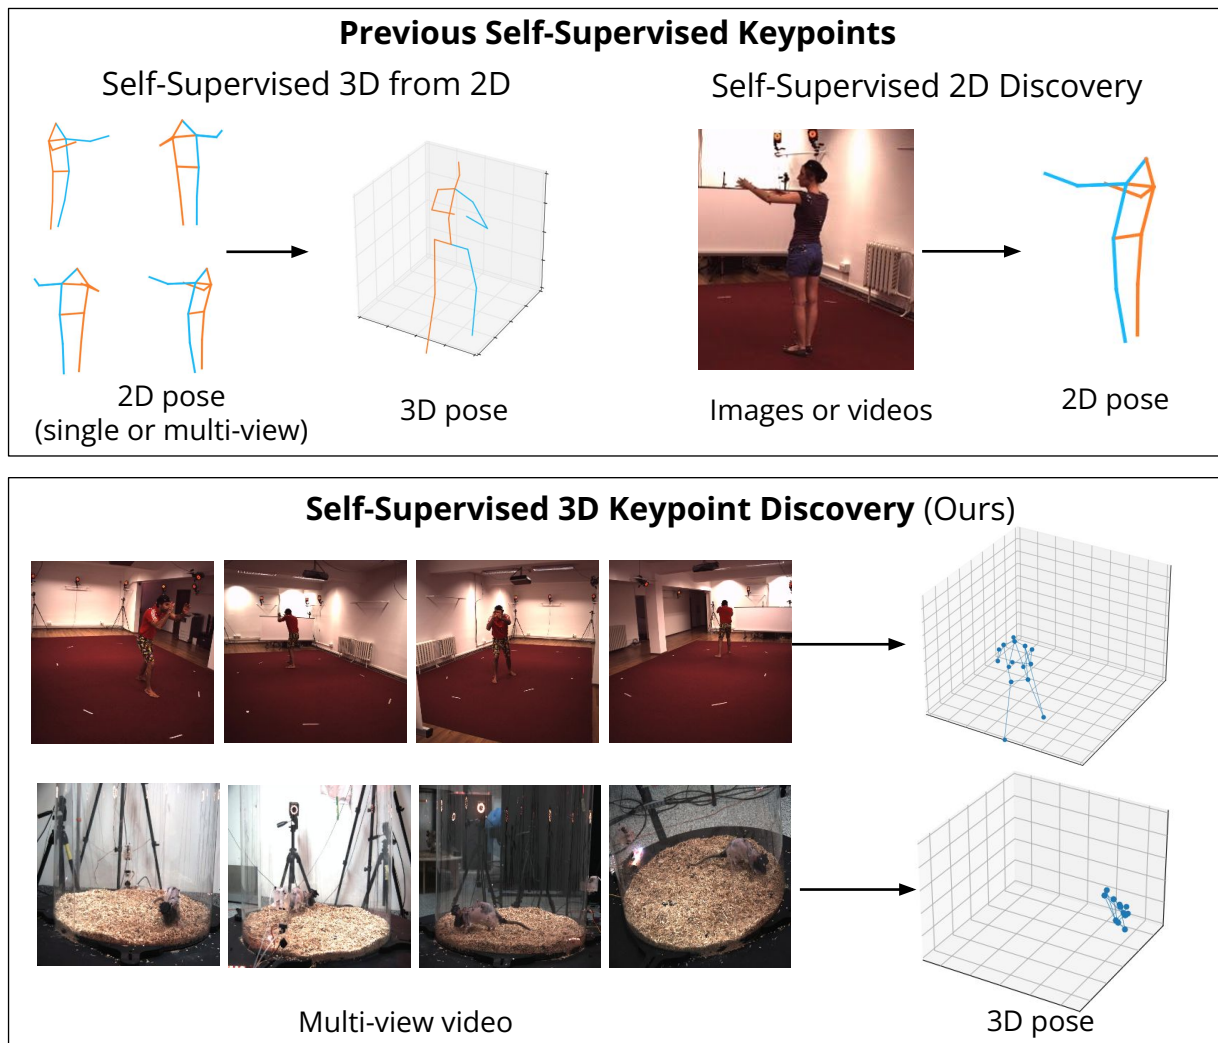 Previous Self-Supervised Keypoints
Self-Supervised 3D from 2D
Self-Supervised 2D Discovery
2D pose
(single or multi-view)
3D pose
Images or videos
2D pose
Self-Supervised 3D Keypoint Discovery (Ours)
Multi-view video
3D pose